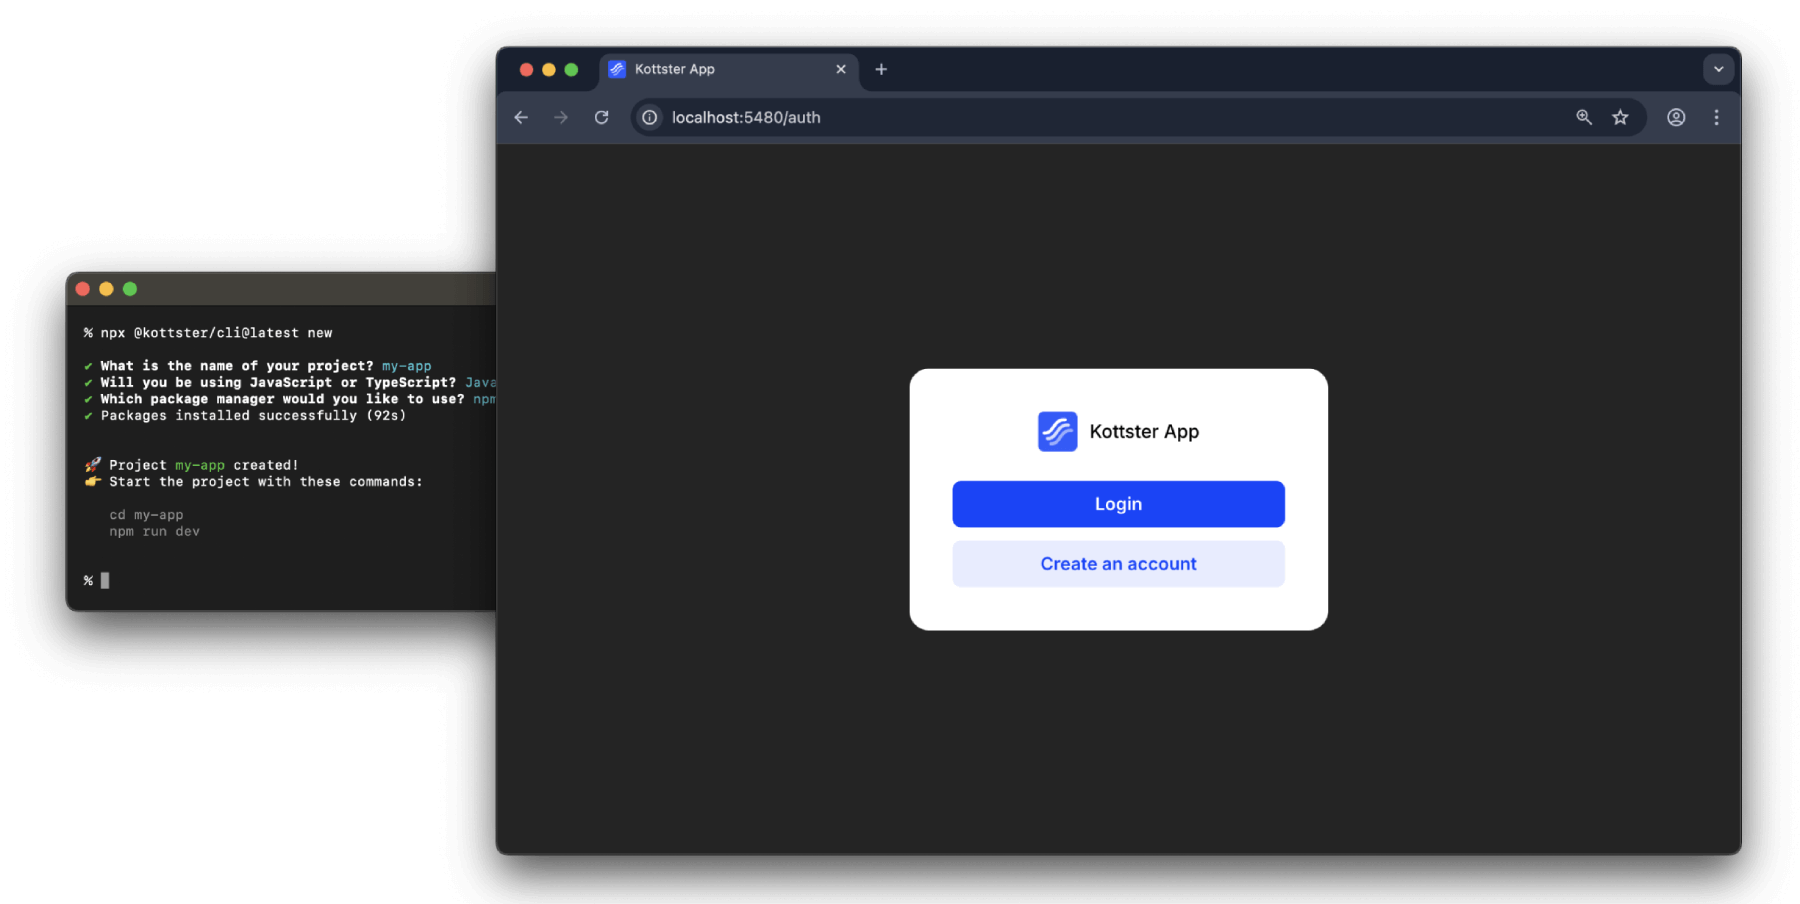 % npx @kottster/cli@latest new
✔ What is the name of your project? my-app
✔ Will you be using JavaScript or TypeScript? Java
✔ Which package manager would you like to use? npm
✔ Packages installed successfully (92s)
🚀 Project my-app created!
👉 Start the project with these commands:
cd my-app
npm run dev
%
Kottster App
localhost:5480/auth
Kottster App
Login
Create an account